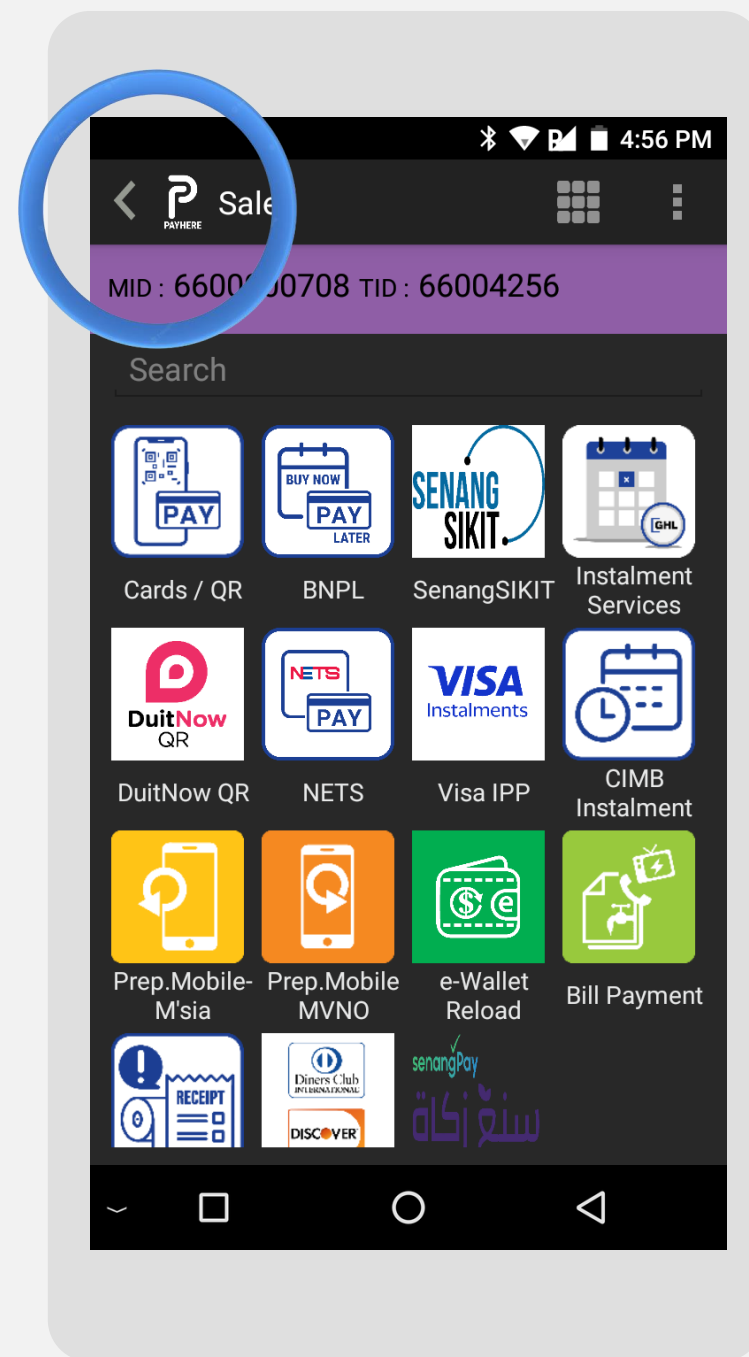 4:56 PM
PAYHERE
Sale
MID : 00708 TID : 66004256
Search
PAY
BUY NOW
PAY
LATER
SENANG
SIKIT
GHL
Cards / QR
BNPL
SenangSIKIT
Instalment
Services
DuitNow
QR
NETS
PAY
VISA
Instalments
DuitNow QR
NETS
Visa IPP
CIMB
Instalment
$ e
Prep.Mobile-
M'sia
Prep.Mobile
MVNO
e-Wallet
Reload
Bill Payment
RECEIPT
Diners Club
INTERNATIONAL
DISCOVER
senangPay
سنڠ زكاة